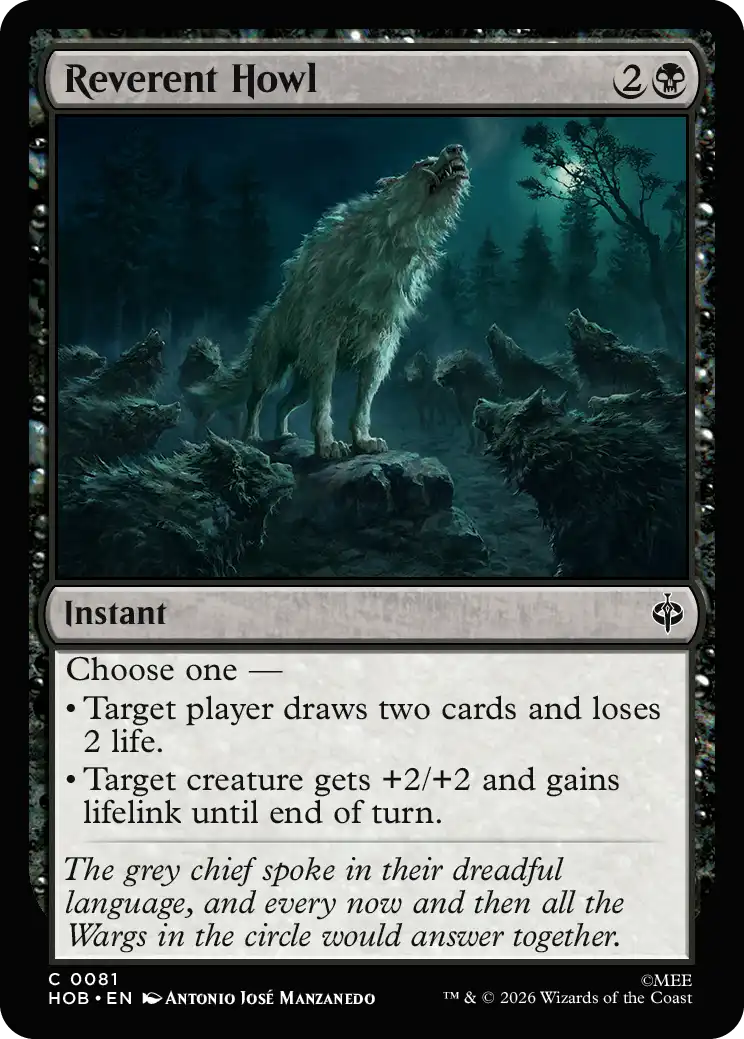 Reverent Howl 2
Instant
Choose one —
• Target player draws two cards and loses
2 life.
• Target creature gets +2/+2 and gains
lifelink until end of turn.
The grey chief spoke in their dreadful
language, and every now and then all the
Wargs in the circle would answer together.
C 0081 ©MEE
HOB • EN Antonio José Manzanedo ™ & © 2026 Wizards of the Coast